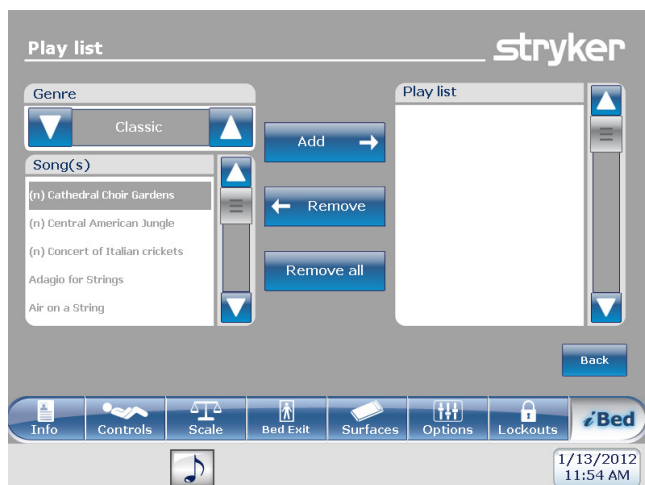 Play list
stryker
Genre
Classic
Song(s)
(n) Cathedral Choir Gardens
(n) Central American Jungle
(n) Concert of Italian crickets
Adagio for Strings
Air on a String
Add
Remove
Remove all
Play list
Back
Info
Controls
Scale
Bed Exit
Surfaces
Options
Lockouts
iBed
1/13/2012
11:54 AM